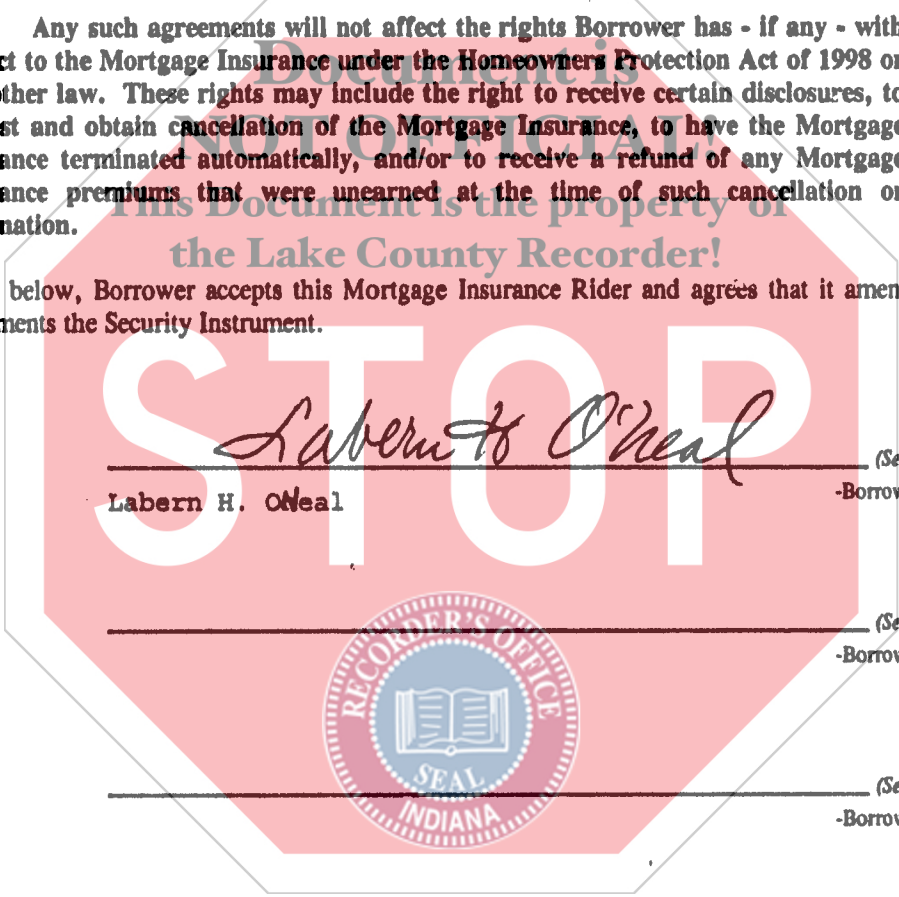 Any such agreements will not affect the rights Borrower has - if any - with
ct to the Mortgage Insurance under the Homeowners Protection Act of 1998 or
ther law. These rights may include the right to receive certain disclosures, to
st and obtain cancellation of the Mortgage Insurance, to have the Mortgage
ance terminated automatically, and/or to receive a refund of any Mortgage
ance premiums that were unearned at the time of such cancellation or
nation.
Document is
NOT OFFICIAL!
This Document is the property of
the Lake County Recorder!
below, Borrower accepts this Mortgage Insurance Rider and agrees that it amen
ments the Security Instrument.
STOP
Labern H O'Neal
(Se
-Borrow
Labern H. ONeal
(Se
-Borrow
RECORDER'S OFFICE
SEAL
INDIANA
(Se
-Borrow